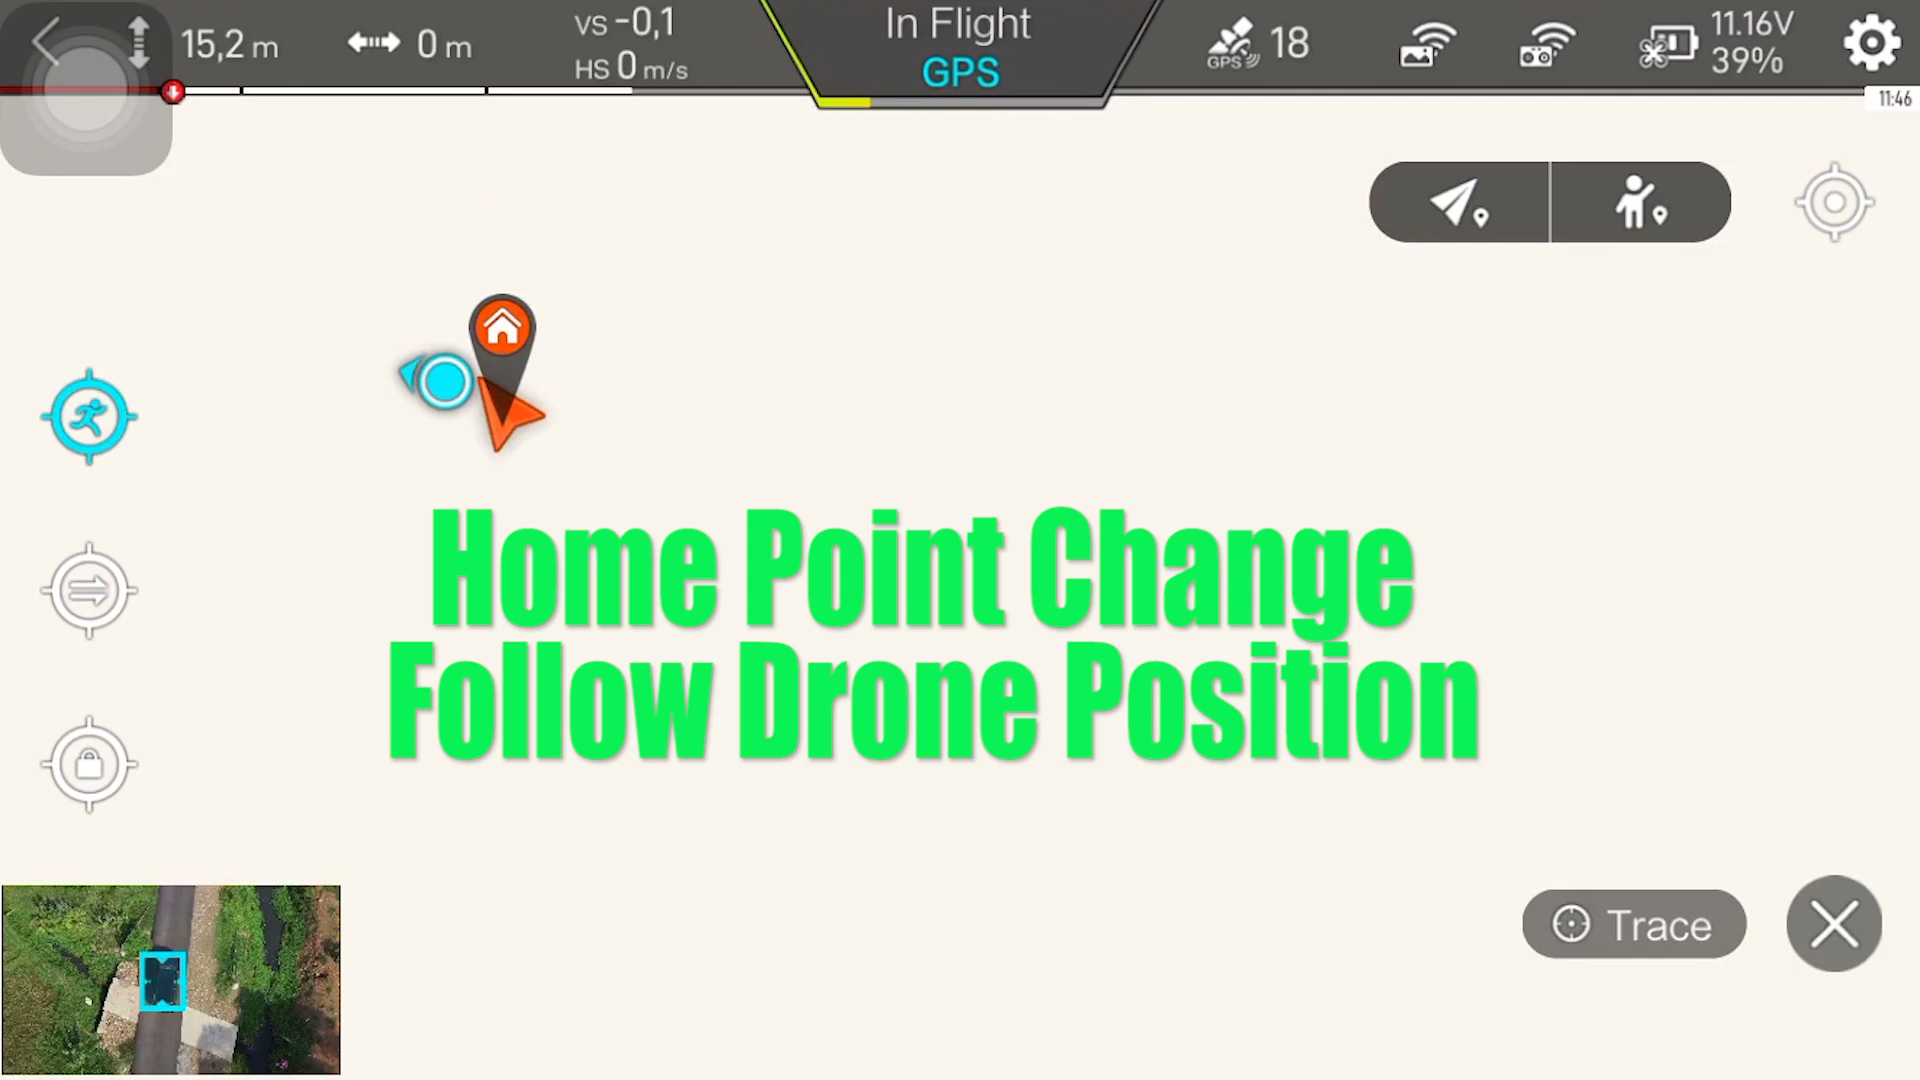 15,2 m
0 m
VS -0,1
HS 0 m/s
In Flight
GPS
GPS
18
11.16V
39%
11:46
Home Point Change
Follow Drone Position
Trace